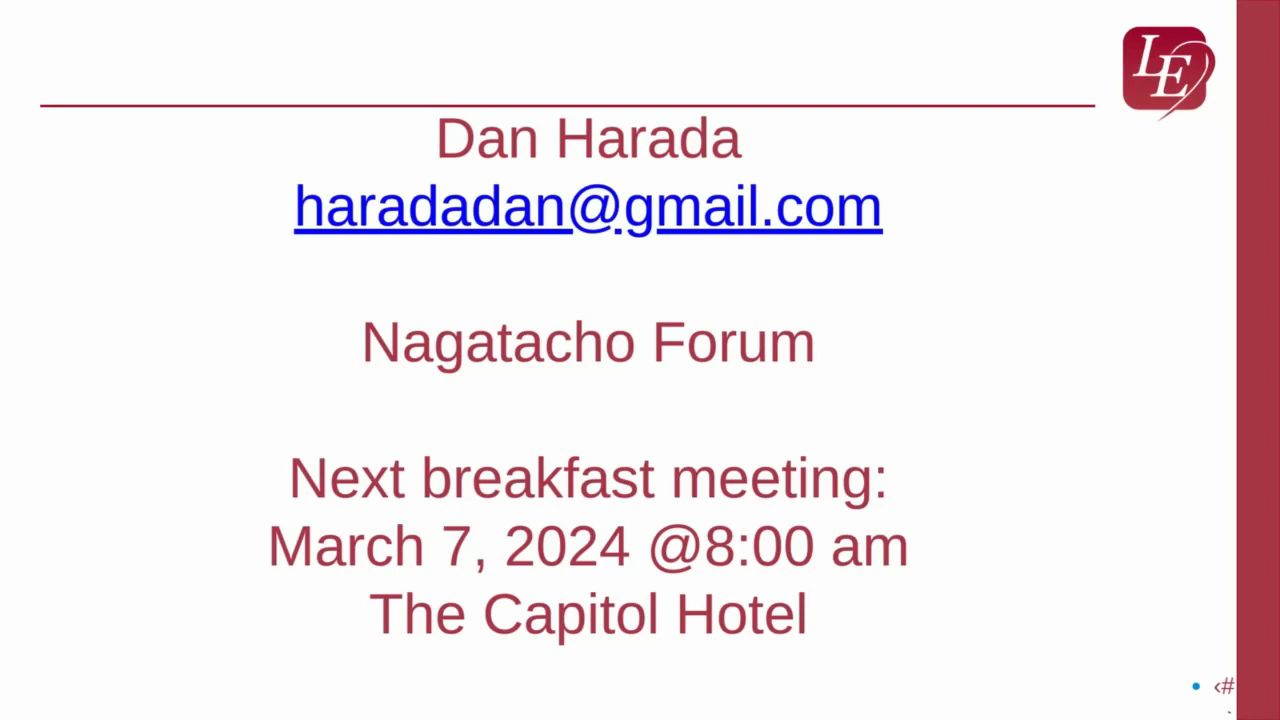 LE
Dan Harada
haradadan@gmail.com
Nagatacho Forum
Next breakfast meeting:
March 7, 2024 @8:00 am
The Capitol Hotel
• ‹#